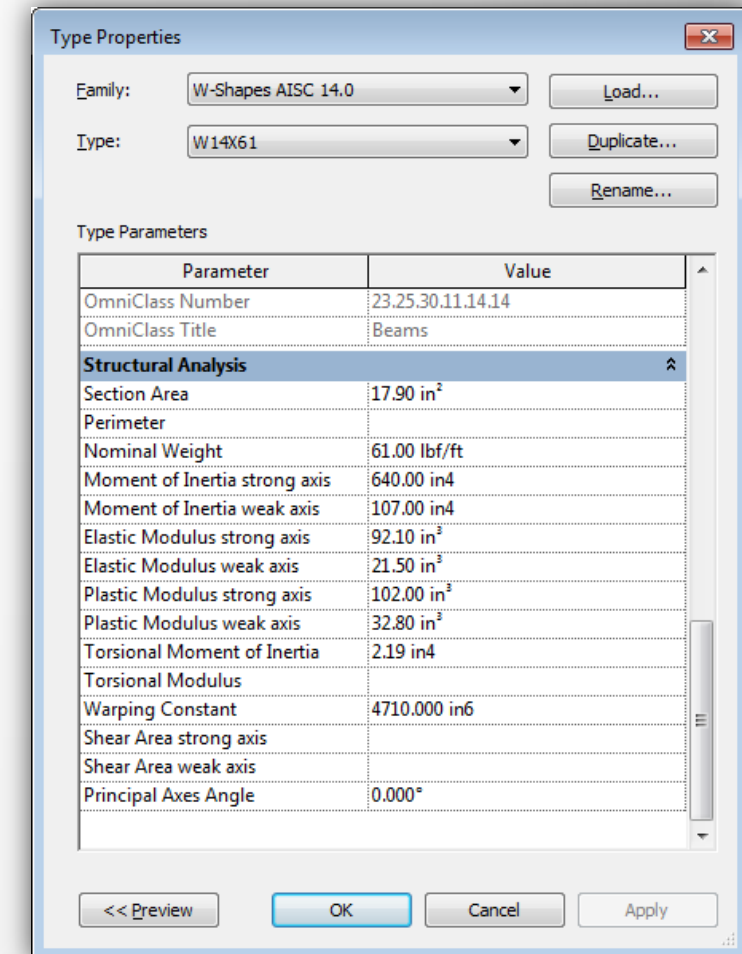 Type Properties
Family: W-Shapes AISC 14.0 Load...
Type: W14X61 Duplicate...
Rename...
Type Parameters
Parameter Value
OmniClass Number 23.25.30.11.14.14
OmniClass Title Beams
Structural Analysis
Section Area 17.90 in²
Perimeter
Nominal Weight 61.00 lbf/ft
Moment of Inertia strong axis 640.00 in4
Moment of Inertia weak axis 107.00 in4
Elastic Modulus strong axis 92.10 in³
Elastic Modulus weak axis 21.50 in³
Plastic Modulus strong axis 102.00 in³
Plastic Modulus weak axis 32.80 in³
Torsional Moment of Inertia 2.19 in4
Torsional Modulus
Warping Constant 4710.000 in6
Shear Area strong axis
Shear Area weak axis
Principal Axes Angle 0.000°
<< Preview OK Cancel Apply